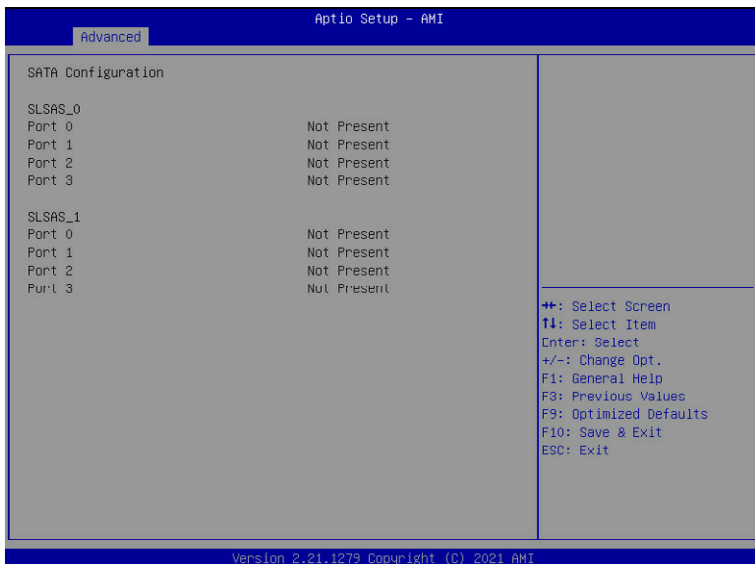 Aptio Setup - AMI
Advanced
SATA Configuration
SLSAS_0
Port 0 Not Present
Port 1 Not Present
Port 2 Not Present
Port 3 Not Present
SLSAS_1
Port 0 Not Present
Port 1 Not Present
Port 2 Not Present
Port 3 Not Present
→←: Select Screen
↑↓: Select Item
Enter: Select
+/-: Change Opt.
F1: General Help
F3: Previous Values
F9: Optimized Defaults
F10: Save & Exit
ESC: Exit
Version 2.21.1279 Copyright (C) 2021 AMI